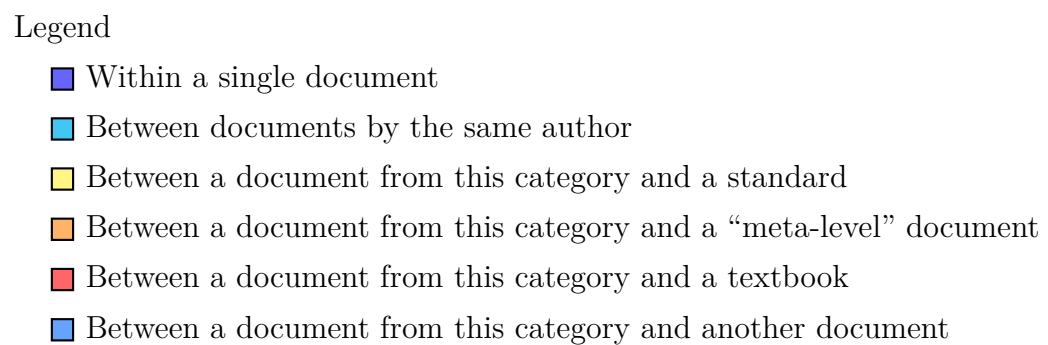 Legend
Within a single document
Between documents by the same author
Between a document from this category and a standard
Between a document from this category and a “meta-level” document
Between a document from this category and a textbook
Between a document from this category and another document